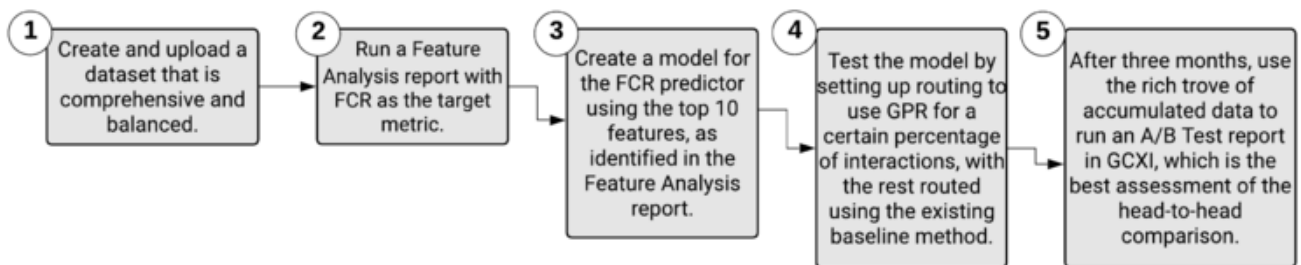 1
Create and upload a
dataset that is
comprehensive and
balanced.
2
Run a Feature
Analysis report with
FCR as the target
metric.
3
Create a model for
the FCR predictor
using the top 10
features, as
identified in the
Feature Analysis
report.
4
Test the model by
setting up routing to
use GPR for a
certain percentage
of interactions, with
the rest routed
using the existing
baseline method.
5
After three months, use
the rich trove of
accumulated data to
run an A/B Test report
in GCXI, which is the
best assessment of the
head-to-head
comparison.